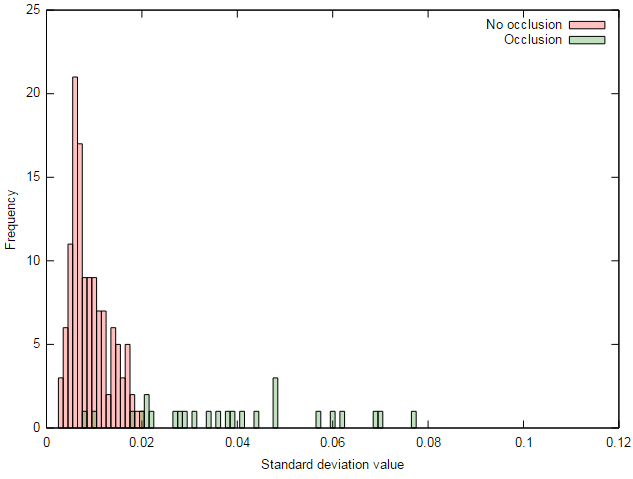 25
20
15
10
5
0
0 0.02 0.04 0.06 0.08 0.1 0.12
Frequency
Standard deviation value
No occlusion
Occlusion